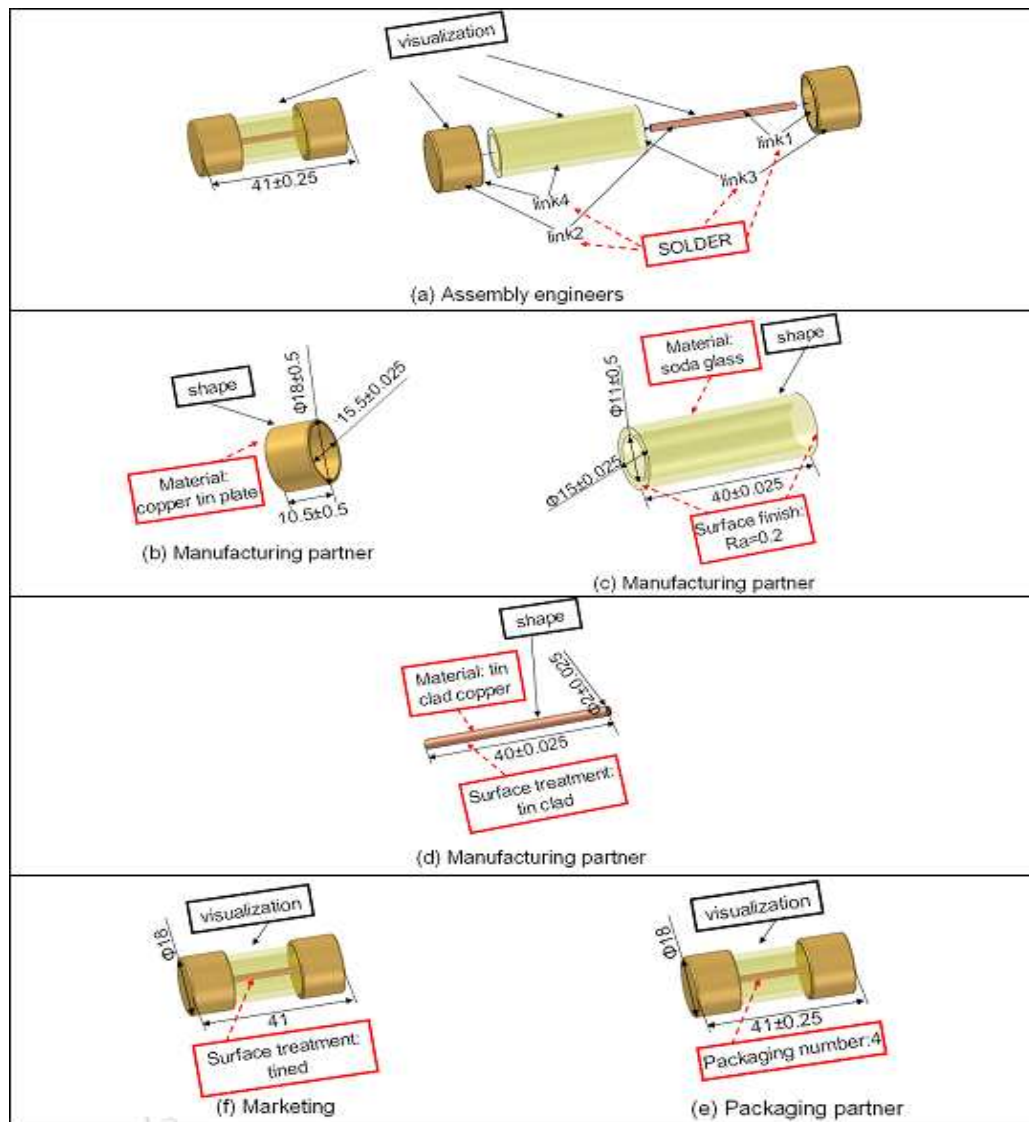 visualization
41±0.25
link1
link3
link4
link2
SOLDER
(a) Assembly engineers
shape
Φ18±0.5
15.5±0.025
Material:
copper tin plate
10.5±0.5
(b) Manufacturing partner
Material:
soda glass
shape
Φ11±0.5
Φ15±0.025
40±0.025
Surface finish:
Ra=0.2
(c) Manufacturing partner
shape
Material: tin
clad copper
Φ2±0.025
40±0.025
Surface treatment:
tin clad
(d) Manufacturing partner
visualization
Φ18
41
Surface treatment:
tined
(f) Marketing
visualization
Φ18
41±0.25
Packaging number:4
(e) Packaging partner